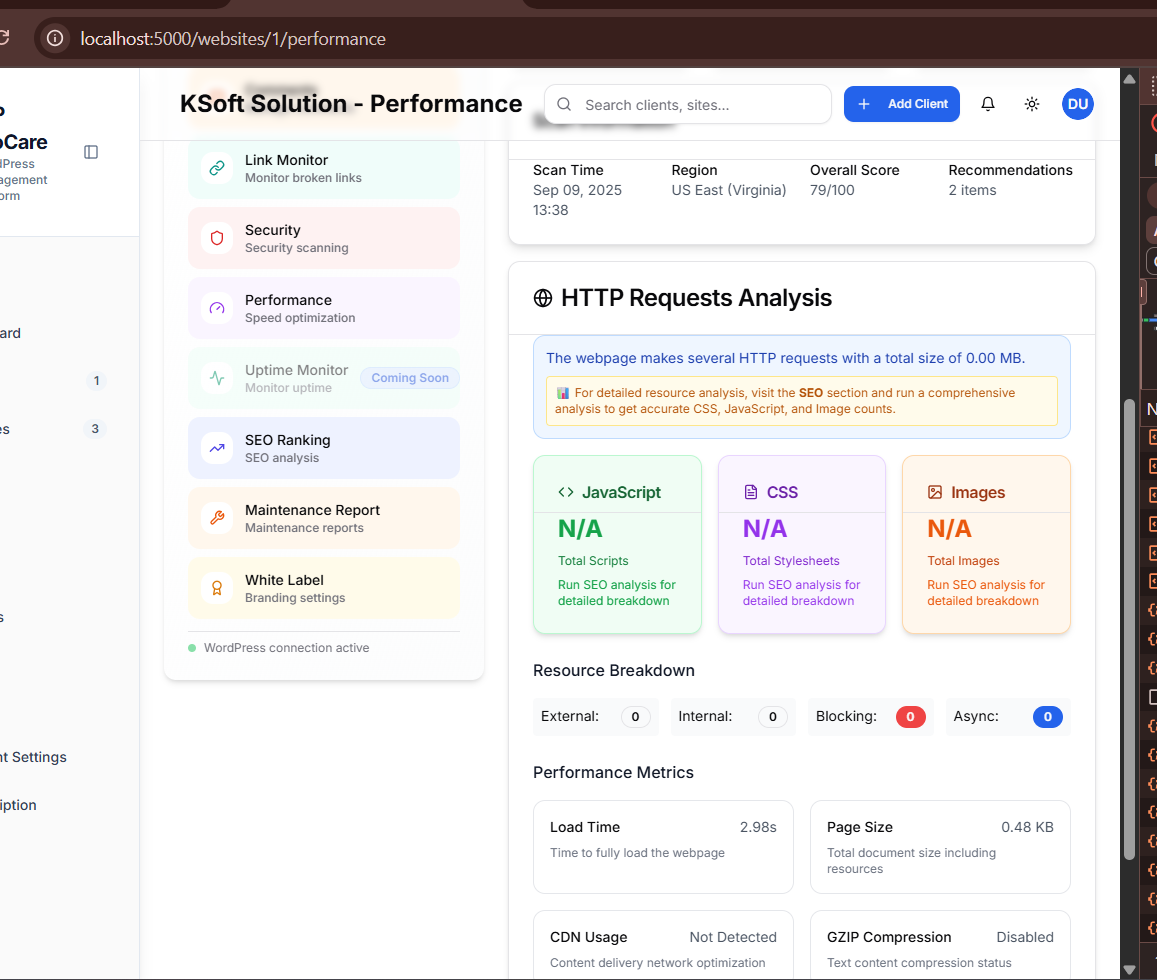 localhost:5000/websites/1/performance
KSoft Solution - Performance
Search clients, sites...
+ Add Client
DU
oCare
dPress
agement
orm
ard
1
es
3
s
nt Settings
iption
Link Monitor
Monitor broken links
Security
Security scanning
Performance
Speed optimization
Uptime Monitor
Monitor uptime
Coming Soon
SEO Ranking
SEO analysis
Maintenance Report
Maintenance reports
White Label
Branding settings
WordPress connection active
Scan Time
Sep 09, 2025
13:38
Region
US East (Virginia)
Overall Score
79/100
Recommendations
2 items
HTTP Requests Analysis
The webpage makes several HTTP requests with a total size of 0.00 MB.
📊 For detailed resource analysis, visit the SEO section and run a comprehensive
analysis to get accurate CSS, JavaScript, and Image counts.
JavaScript
N/A
Total Scripts
Run SEO analysis for
detailed breakdown
CSS
N/A
Total Stylesheets
Run SEO analysis for
detailed breakdown
Images
N/A
Total Images
Run SEO analysis for
detailed breakdown
Resource Breakdown
External: 0
Internal: 0
Blocking: 0
Async: 0
Performance Metrics
Load Time 2.98s
Time to fully load the webpage
Page Size 0.48 KB
Total document size including
resources
CDN Usage Not Detected
Content delivery network optimization
GZIP Compression Disabled
Text content compression status